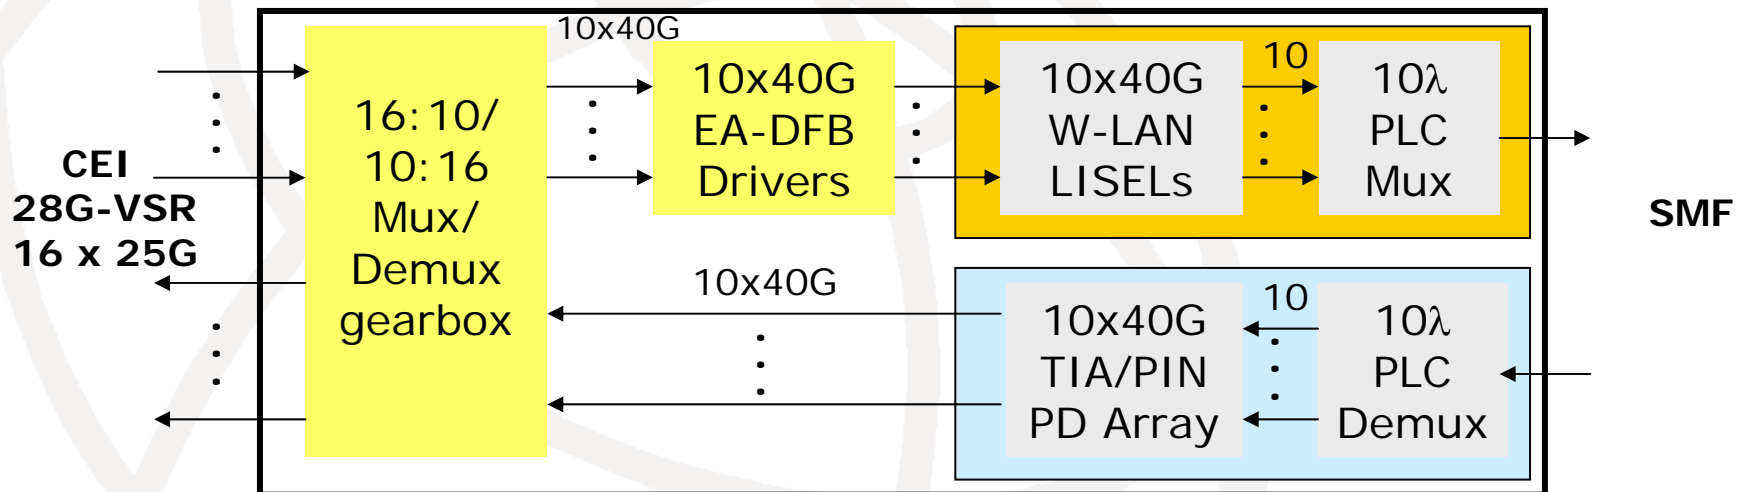 CEI
28G-VSR
16 x 25G
16:10/
10:16
Mux/
Demux
gearbox
10x40G
10x40G
EA-DFB
Drivers
10x40G
W-LAN
LISELs
10
10λ
PLC
Mux
SMF
10x40G
10x40G
TIA/PIN
PD Array
10
10λ
PLC
Demux